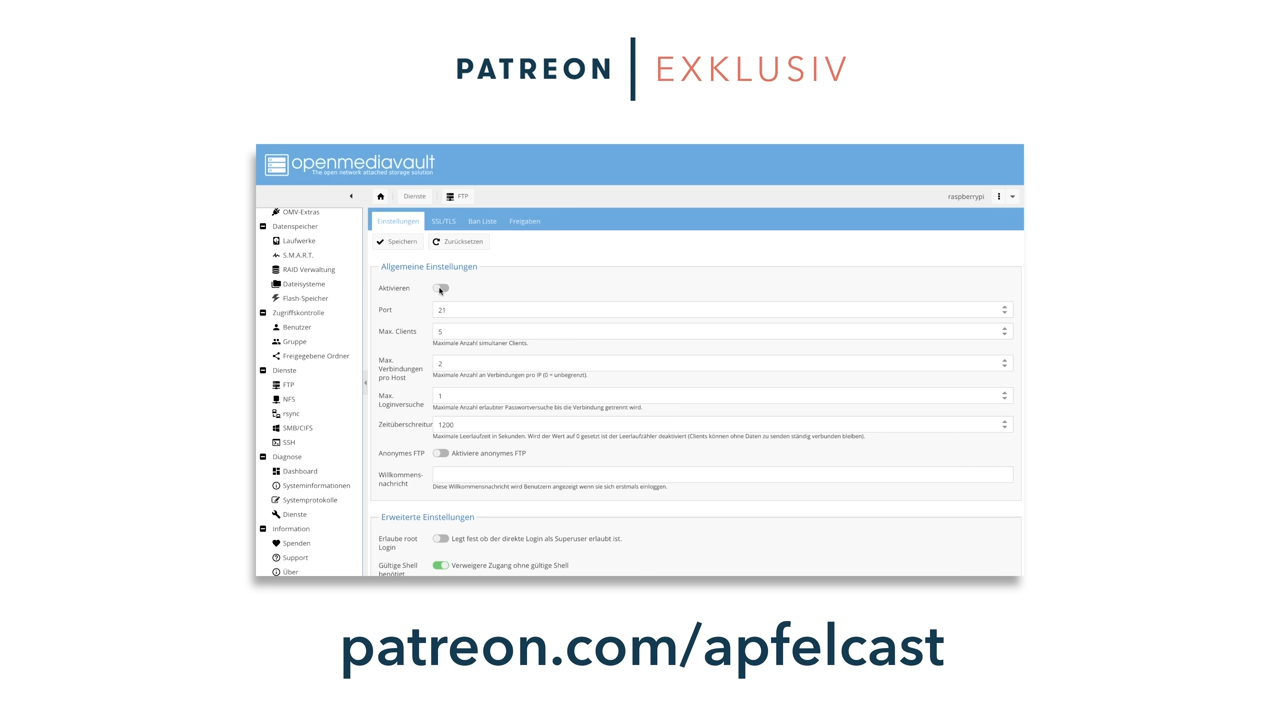 PATREON | EXKLUSIV
openmediavault
The open network attached storage solution
Dienste FTP raspberrypi
OMV-Extras
Datenspeicher
Laufwerke
S.M.A.R.T.
RAID Verwaltung
Dateisysteme
Flash-Speicher
Zugriffskontrolle
Benutzer
Gruppe
Freigegebene Ordner
Dienste
FTP
NFS
rsync
SMB/CIFS
SSH
Diagnose
Dashboard
Systeminformationen
Systemprotokolle
Dienste
Information
Spenden
Support
Über
Einstellungen SSL/TLS Ban Liste Freigaben
Speichern Zurücksetzen
Allgemeine Einstellungen
Aktivieren
Port 21
Max. Clients 5
Maximale Anzahl simultaner Clients.
Max.
Verbindungen
pro Host
2
Maximale Anzahl an Verbindungen pro IP (0 = unbegrenzt).
Max.
Loginversuche
1
Maximale Anzahl erlaubter Passwortversuche bis die Verbindung getrennt wird.
Zeitüberschreitur 1200
Maximale Leerlaufzeit in Sekunden. Wird der Wert auf 0 gesetzt ist der Leerlaufzähler deaktiviert (Clients können ohne Daten zu senden ständig verbunden bleiben).
Anonymes FTP Aktiviere anonymes FTP
Willkommens-
nachricht
Diese Willkommensnachricht wird Benutzern angezeigt wenn sie sich erstmals einloggen.
Erweiterte Einstellungen
Erlaube root
Login
Legt fest ob der direkte Login als Superuser erlaubt ist.
Gültige Shell
benötigt
Verweigere Zugang ohne gültige Shell
patreon.com/apfelcast